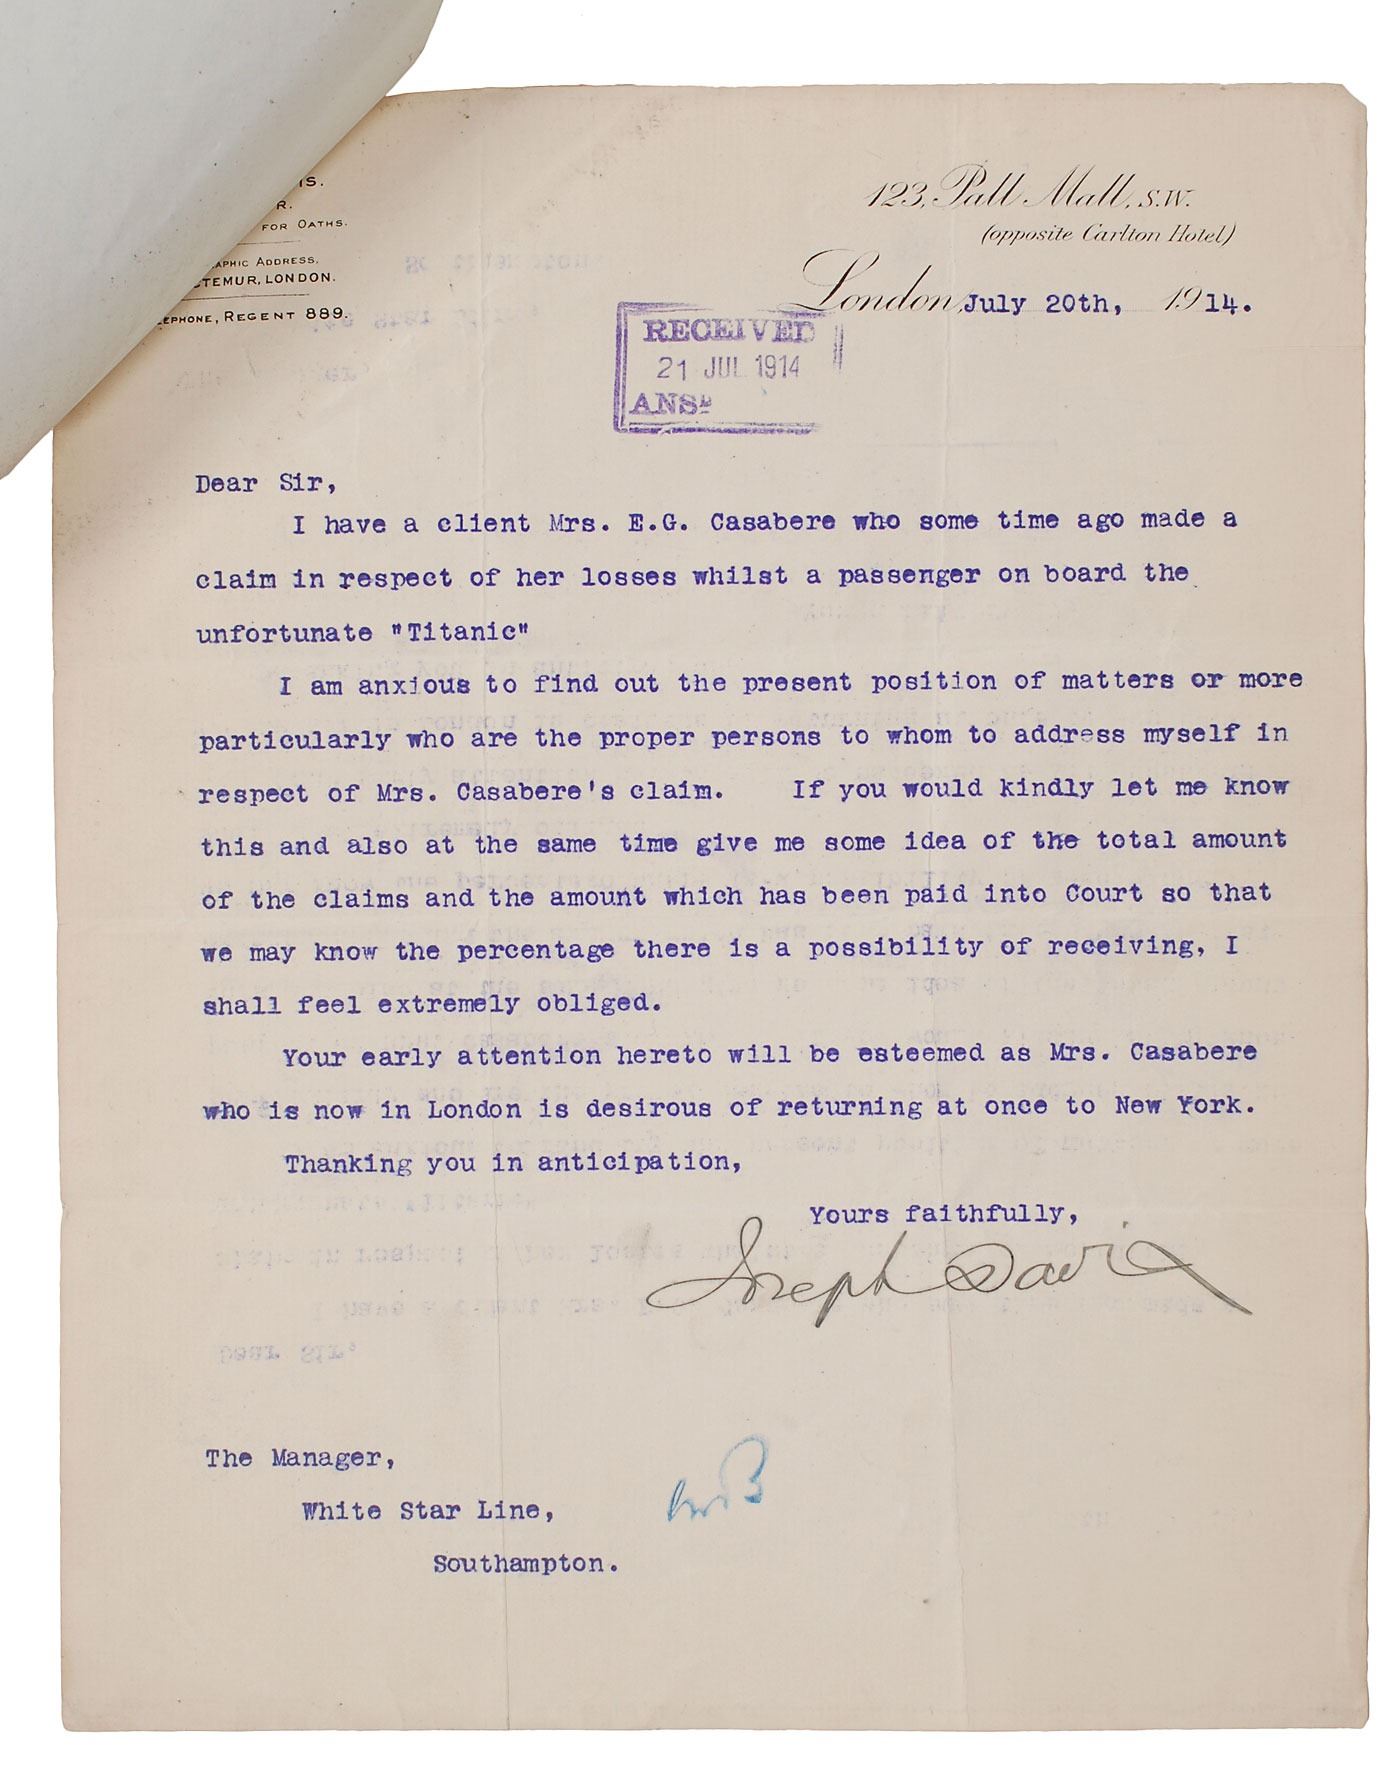 IS.
R.
FOR OATHS.
APHIC ADDRESS,
TEMUR, LONDON.
EPHONE, REGENT 889.
123, Pall Mall, S.W.
(opposite Carlton Hotel)
London, July 20th, 1914.
RECEIVED
21 JUL 1914
ANSD
Dear Sir,
I have a client Mrs. E.G. Casabere who some time ago made a
claim in respect of her losses whilst a passenger on board the
unfortunate "Titanic"
I am anxious to find out the present position of matters or more
particularly who are the proper persons to whom to address myself in
respect of Mrs. Casabere's claim. If you would kindly let me know
this and also at the same time give me some idea of the total amount
of the claims and the amount which has been paid into Court so that
we may know the percentage there is a possibility of receiving, I
shall feel extremely obliged.
Your early attention hereto will be esteemed as Mrs. Casabere
who is now in London is desirous of returning at once to New York.
Thanking you in anticipation,
Yours faithfully,
Joseph Davis
The Manager,
White Star Line,
Southampton.